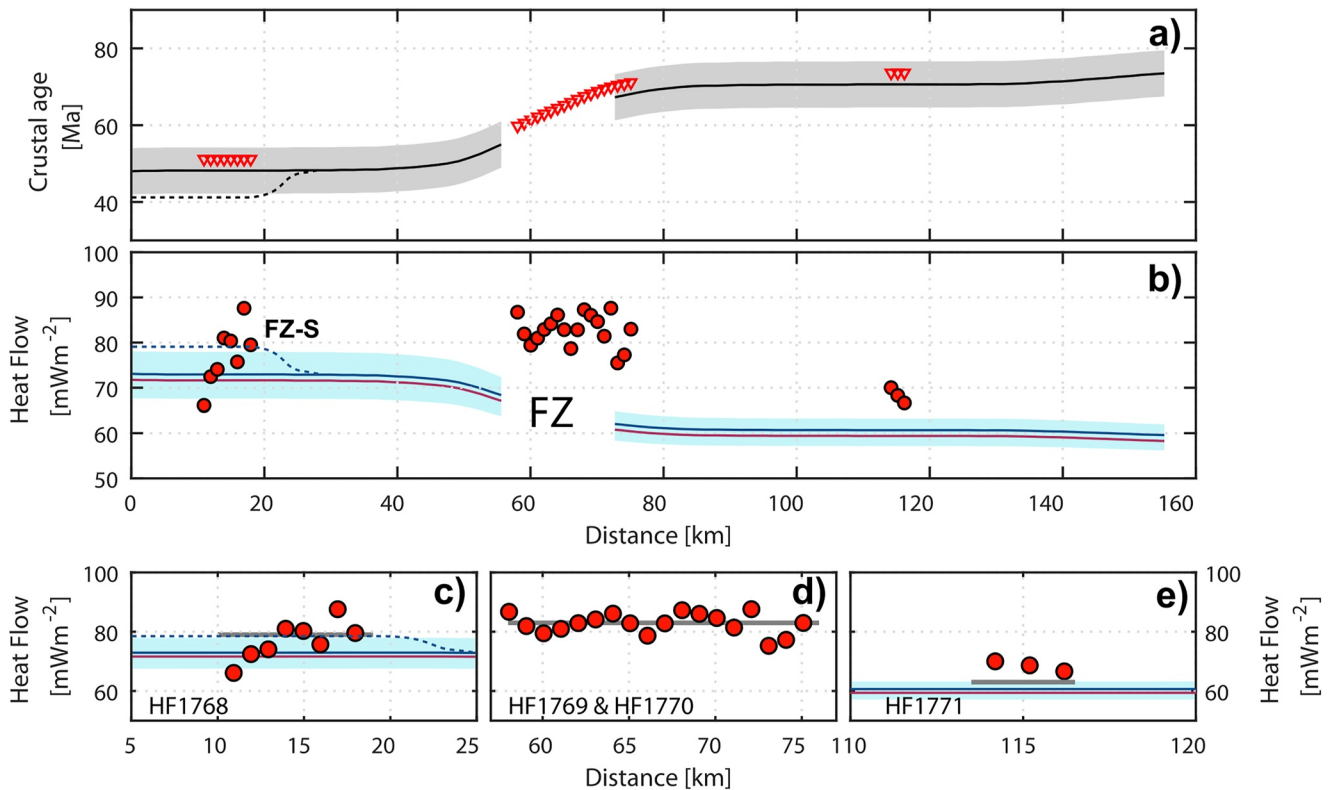 a)
Crustal age
[Ma]
80
60
40
b)
Heat Flow
[mWm-2]
100
90
80
70
60
50
FZ-S
FZ
0 20 40 60 80 100 120 140 160
Distance [km]
c)
Heat Flow
[mWm-2]
100
80
60
HF1768
5 10 15 20 25
d)
HF1769 & HF1770
60 65 70 75
Distance [km]
e)
HF1771
110 115 120
100
80
60
Heat Flow
[mWm-2]